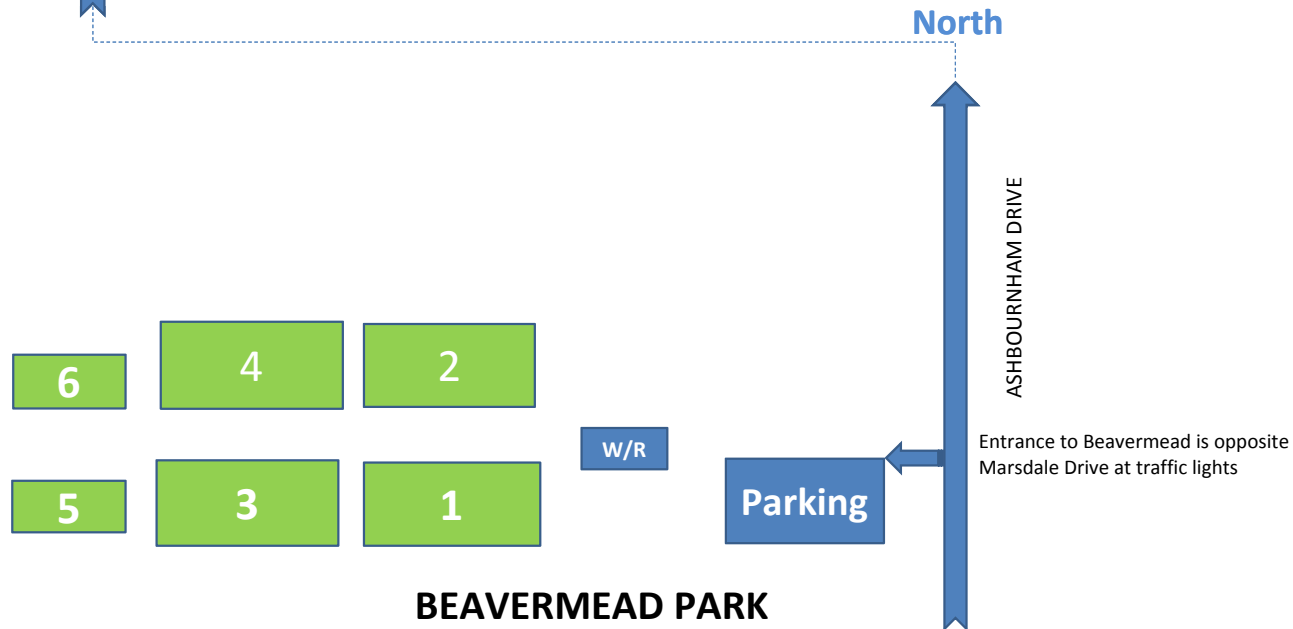 North
ASHBOURNHAM DRIVE
6
4
2
W/R
Entrance to Beavermead is opposite
Marsdale Drive at traffic lights
5
3
1
Parking
BEAVERMEAD PARK